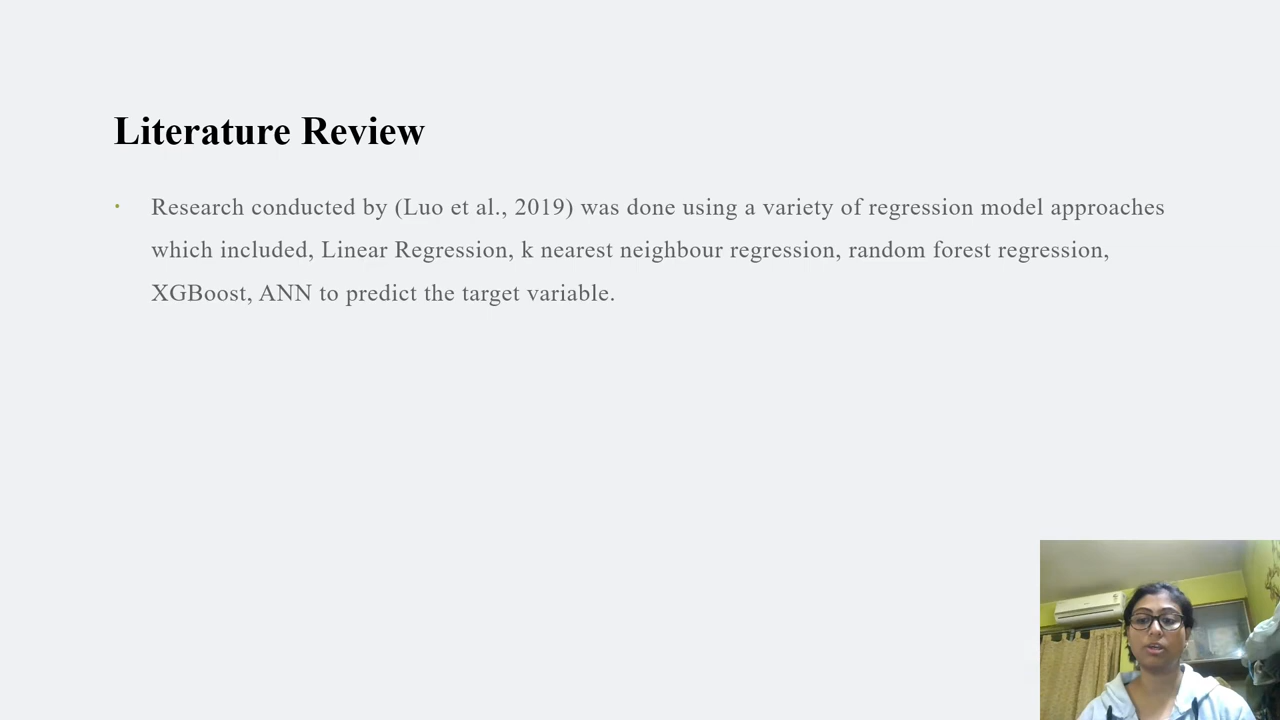 Literature Review
• Research conducted by (Luo et al., 2019) was done using a variety of regression model approaches
which included, Linear Regression, k nearest neighbour regression, random forest regression,
XGBoost, ANN to predict the target variable.